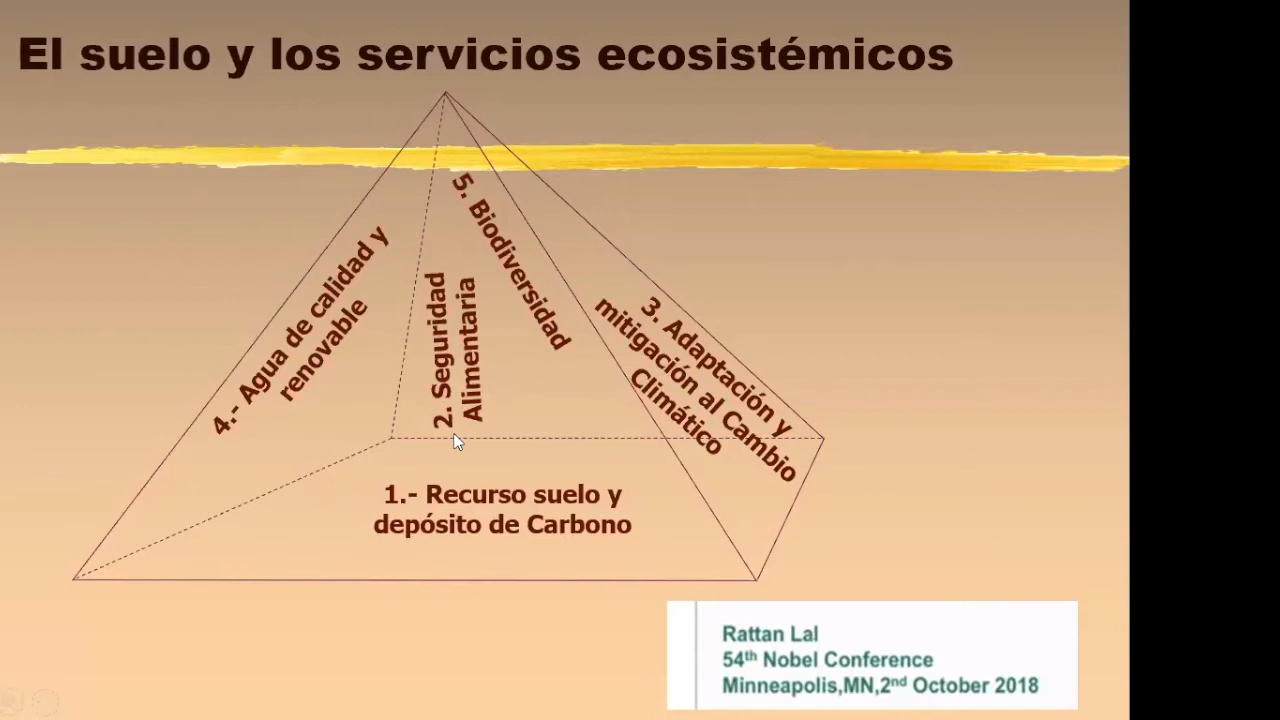 El suelo y los servicios ecosistémicos
5. Biodiversidad
4.- Agua de calidad y
renovable
2. Seguridad
Alimentaria
3. Adaptación y
mitigación al Cambio
Climático
1.- Recurso suelo y
depósito de Carbono
Rattan Lal
54th Nobel Conference
Minneapolis,MN,2nd October 2018